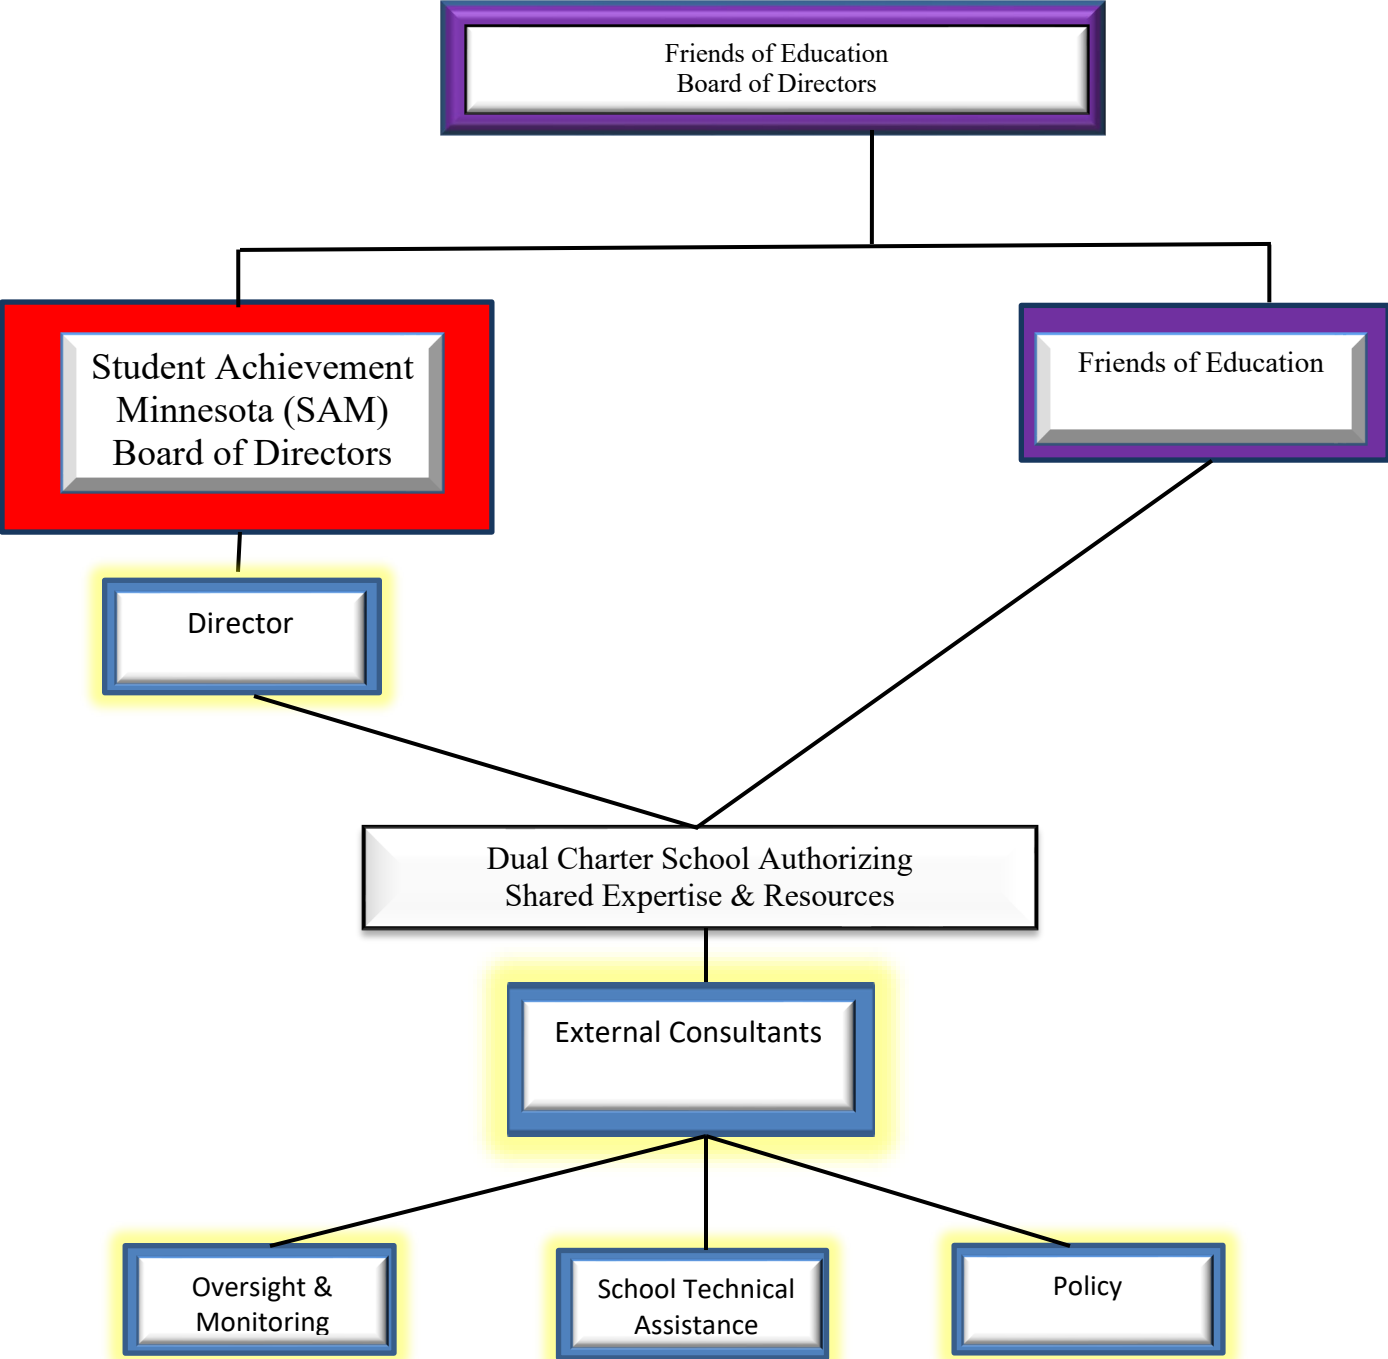 Friends of Education
Board of Directors
Student Achievement
Minnesota (SAM)
Board of Directors
Friends of Education
Director
Dual Charter School Authorizing
Shared Expertise & Resources
External Consultants
Oversight &
Monitoring
School Technical
Assistance
Policy